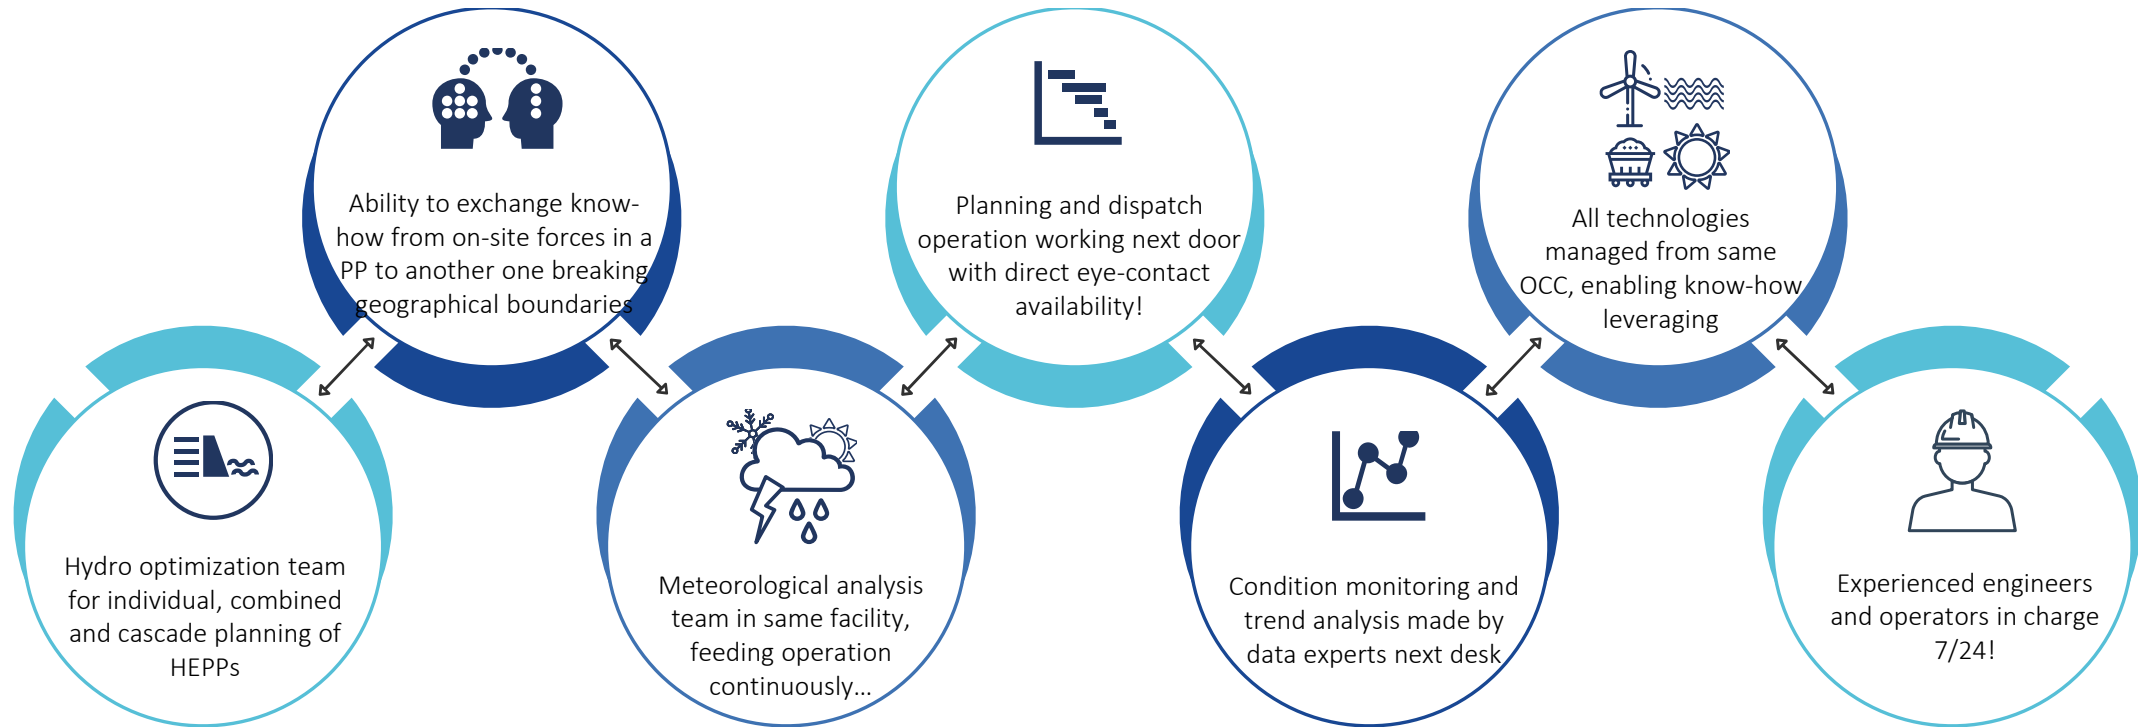 Ability to exchange know-
how from on-site forces in a
PP to another one breaking
geographical boundaries
Planning and dispatch
operation working next door
with direct eye-contact
availability!
All technologies
managed from same
OCC, enabling know-how
leveraging
Hydro optimization team
for individual, combined
and cascade planning of
HEPPs
Meteorological analysis
team in same facility,
feeding operation
continuously…
Condition monitoring and
trend analysis made by
data experts next desk
Experienced engineers
and operators in charge
7/24!